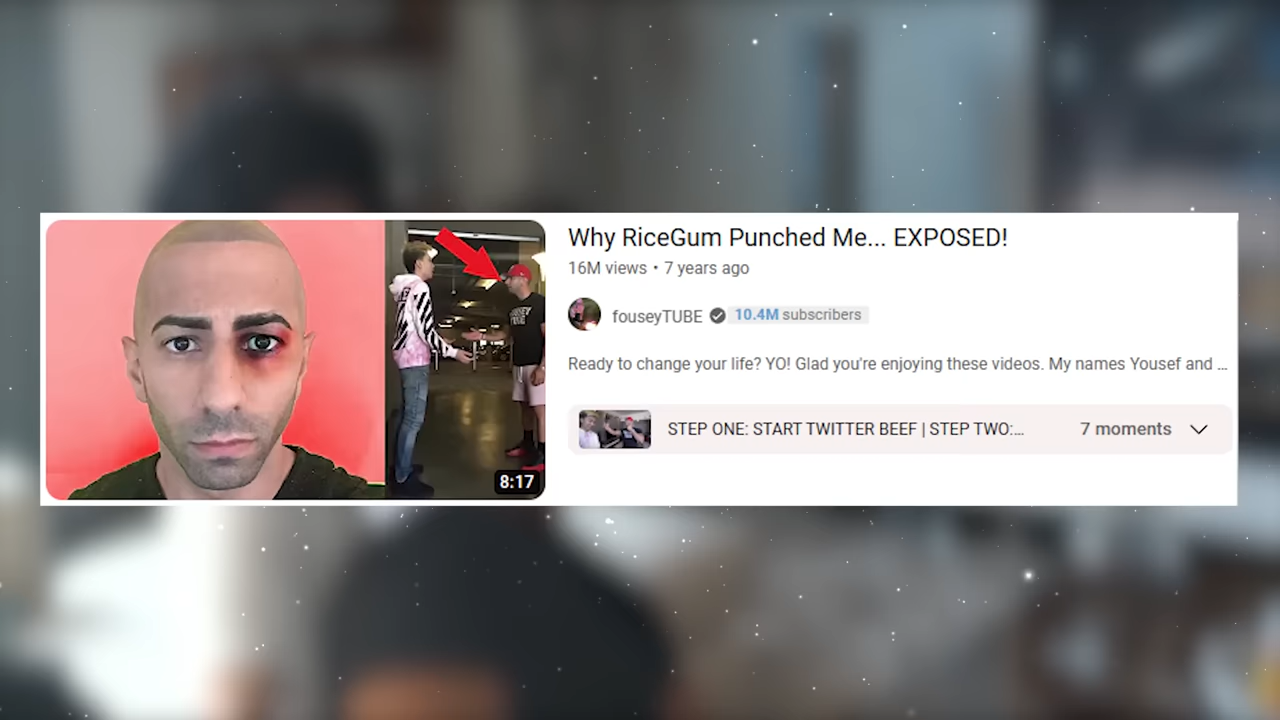 Why RiceGum Punched Me... EXPOSED!
16M views • 7 years ago
fouseyTUBE 10.4M subscribers
Ready to change your life? YO! Glad you're enjoying these videos. My names Yousef and ...
STEP ONE: START TWITTER BEEF | STEP TWO:... 7 moments
8:17